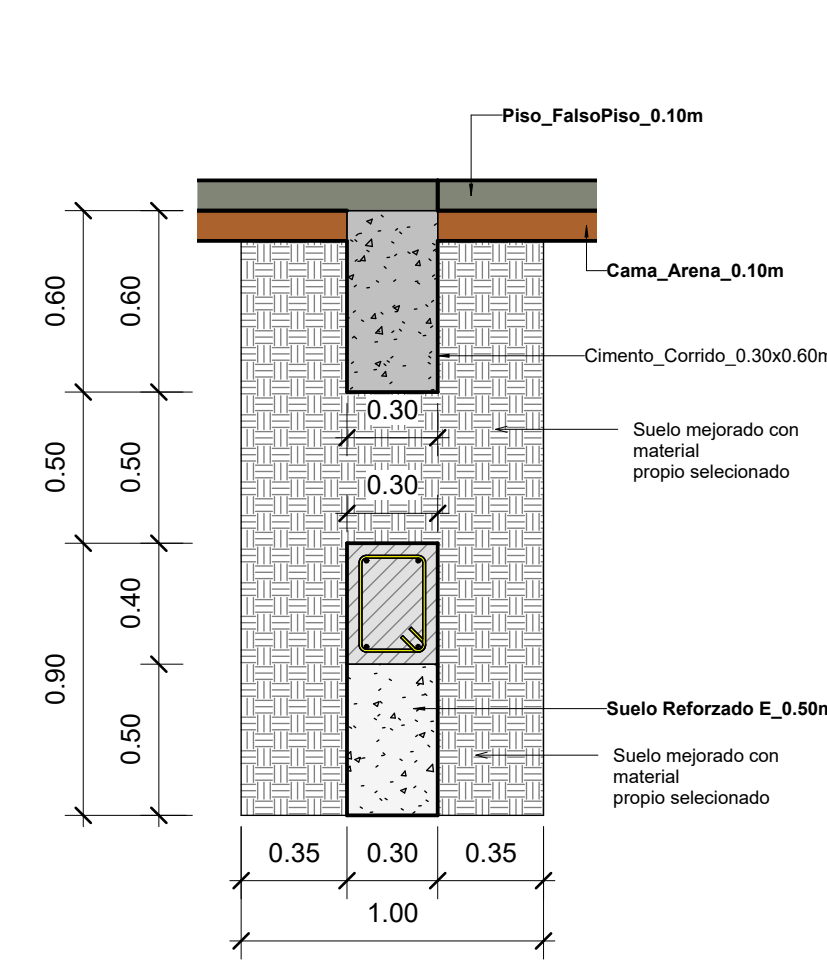 Piso_FalsoPiso_0.10m
Cama_Arena_0.10m
0.60
0.60
Cimento_Corrido_0.30x0.60m
0.30
Suelo mejorado con
material
propio selecionado
0.50
0.50
0.30
0.40
0.90
0.50
Suelo Reforzado E_0.50m
Suelo mejorado con
material
propio selecionado
0.35
0.30
0.35
1.00